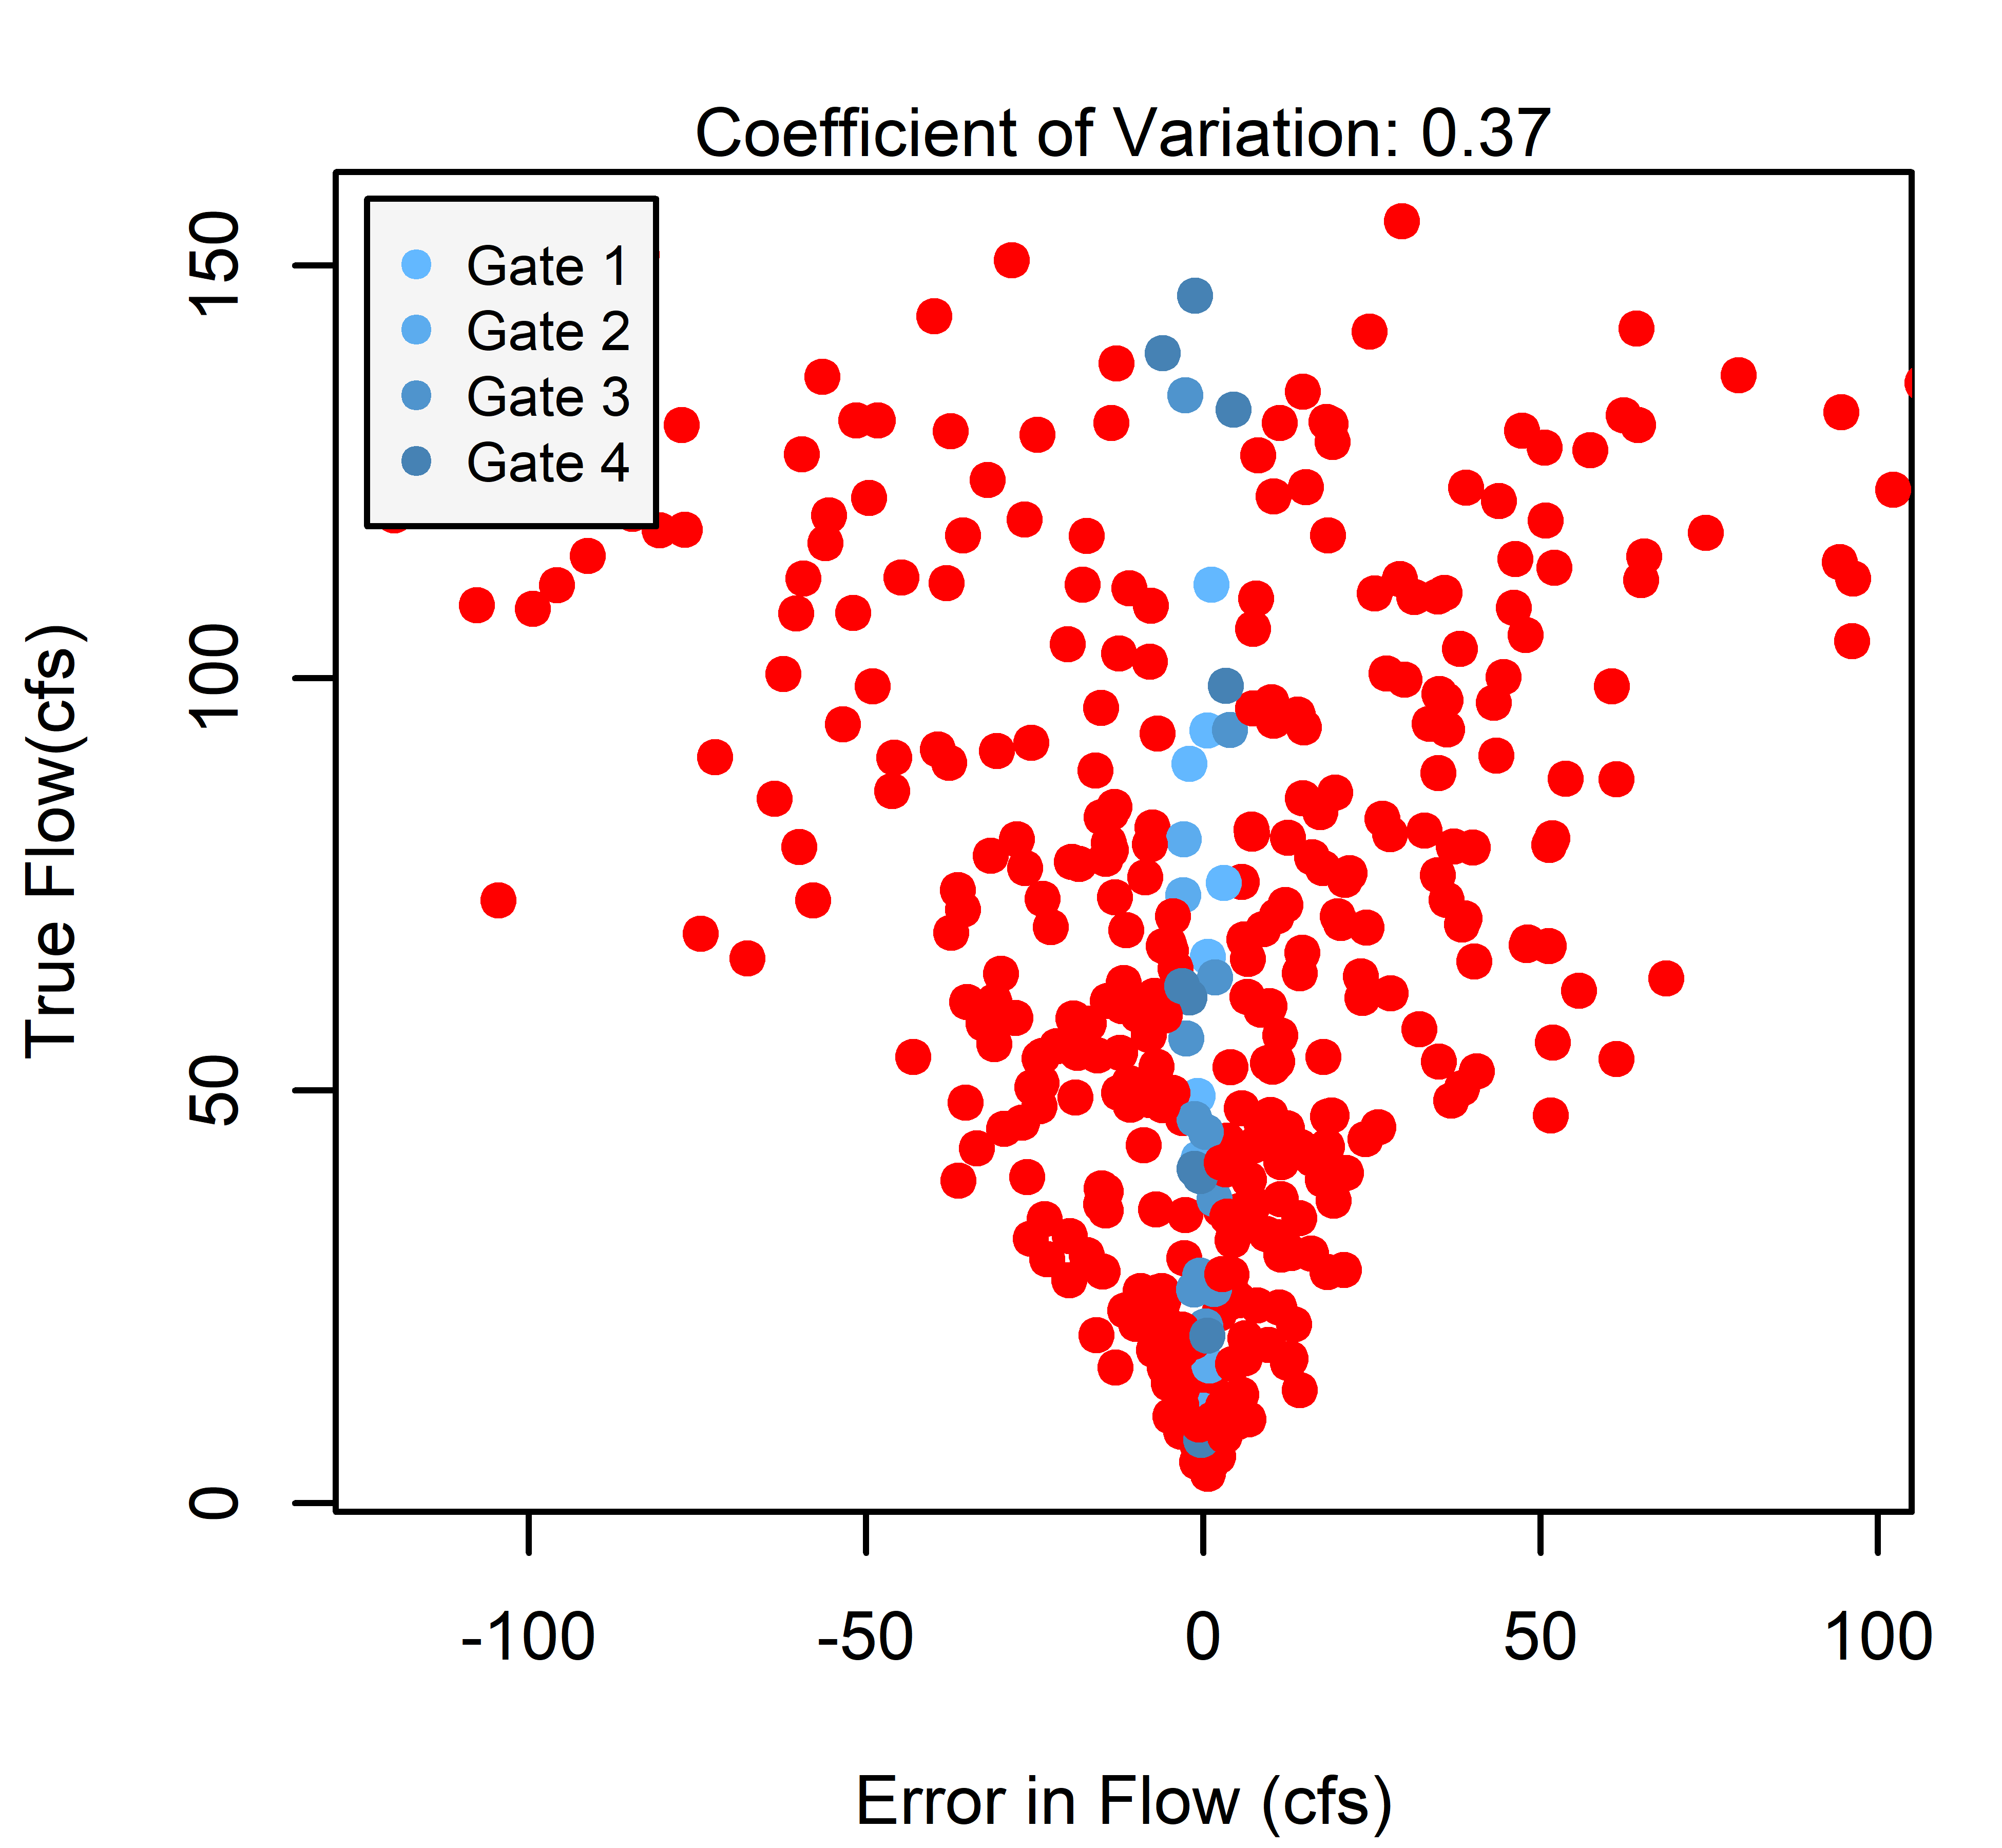 Coefficient of Variation: 0.37
Gate 1
Gate 2
Gate 3
Gate 4
True Flow(cfs)
150
100
50
0
-100 -50 0 50 100
Error in Flow (cfs)